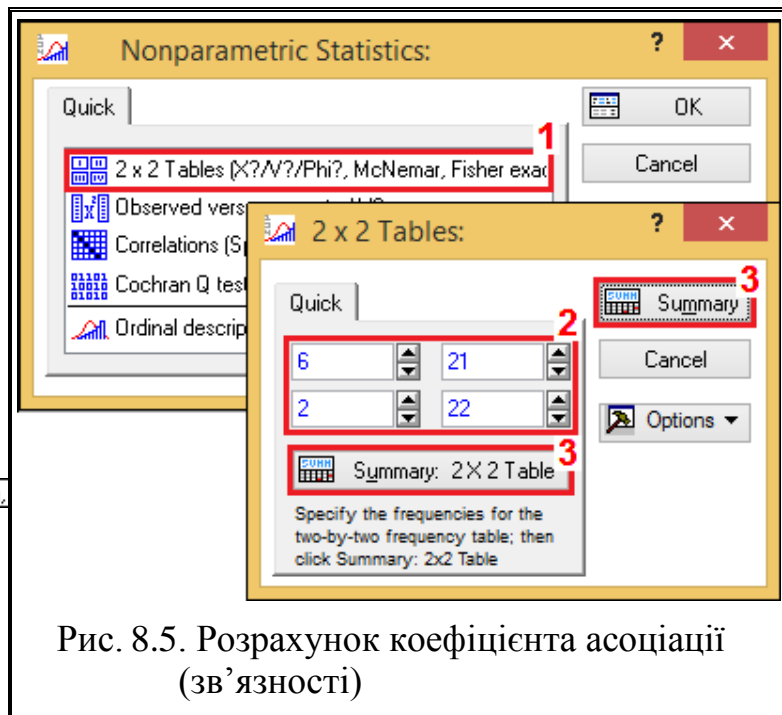 Nonparametric Statistics: ? ×
Quick
OK
1
2 x 2 Tables (X?/V?/Phi?, McNemar, Fisher exac
Cancel
Observed vers
Correlations (S
Cochran Q test
Ordinal descrip
2 x 2 Tables: ? ×
Quick
3
Summary
2
6 21
Cancel
2 22
Options
3
Summary: 2 X 2 Table
Specify the frequencies for the
two-by-two frequency table; then
click Summary: 2x2 Table
Рис. 8.5. Розрахунок коефіцієнта асоціації
(зв’язності)